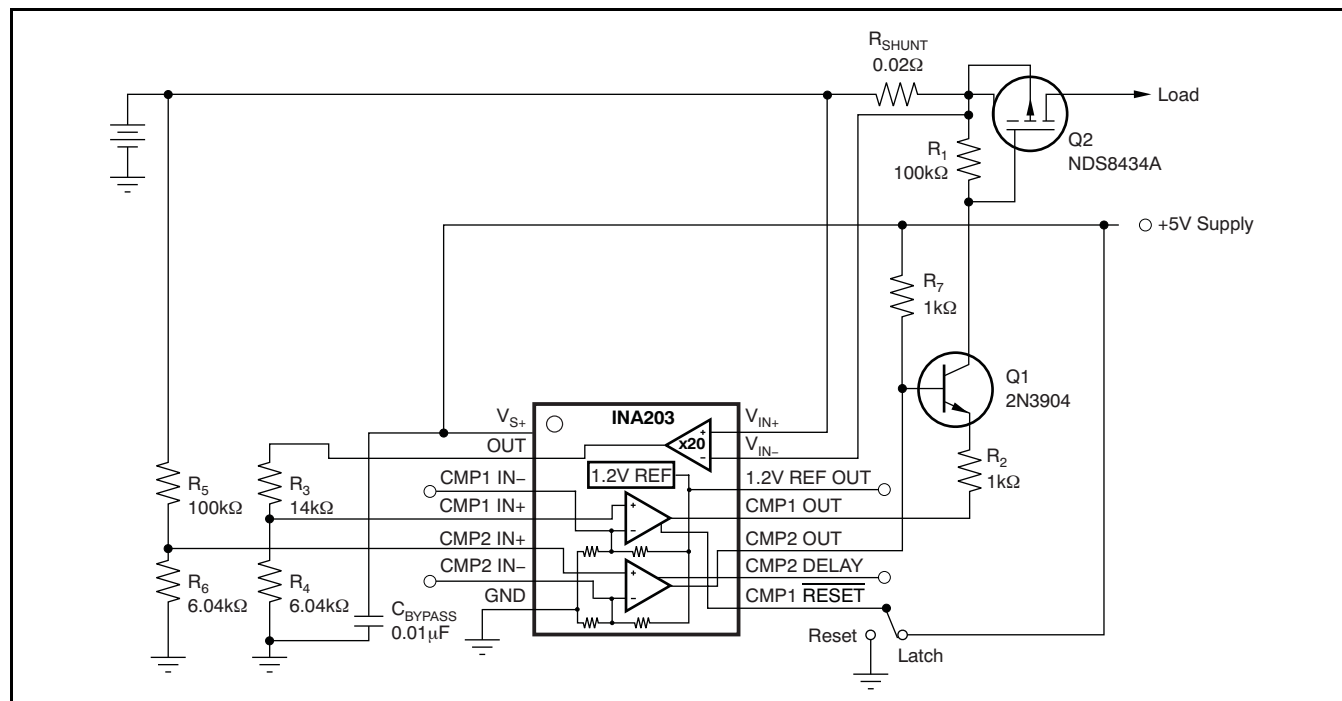 R SHUNT
0.02Ω
Load
Q2
NDS8434A
R1
100kΩ
+5V Supply
R7
1kΩ
Q1
2N3904
R2
1kΩ
INA203
VS+
OUT
CMP1 IN−
CMP1 IN+
CMP2 IN+
CMP2 IN−
GND
x20
1.2V REF
VIN+
VIN−
1.2V REF OUT
CMP1 OUT
CMP2 OUT
CMP2 DELAY
CMP1 RESET
R5
100kΩ
R3
14kΩ
R6
6.04kΩ
R4
6.04kΩ
CBYPASS
0.01μF
Reset
Latch